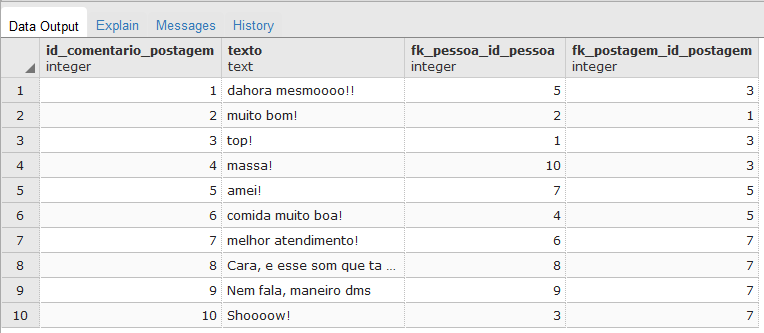 Data Output Explain Messages History
id_comentario_postagem texto fk_pessoa_id_pessoa fk_postagem_id_postagem
integer text integer integer
1 1 dahora mesmoooo!! 5 3
2 2 muito bom! 2 1
3 3 top! 1 3
4 4 massa! 10 3
5 5 amei! 7 5
6 6 comida muito boa! 4 5
7 7 melhor atendimento! 6 7
8 8 Cara, e esse som que ta ... 8 7
9 9 Nem fala, maneiro dms 9 7
10 10 Shoooow! 3 7